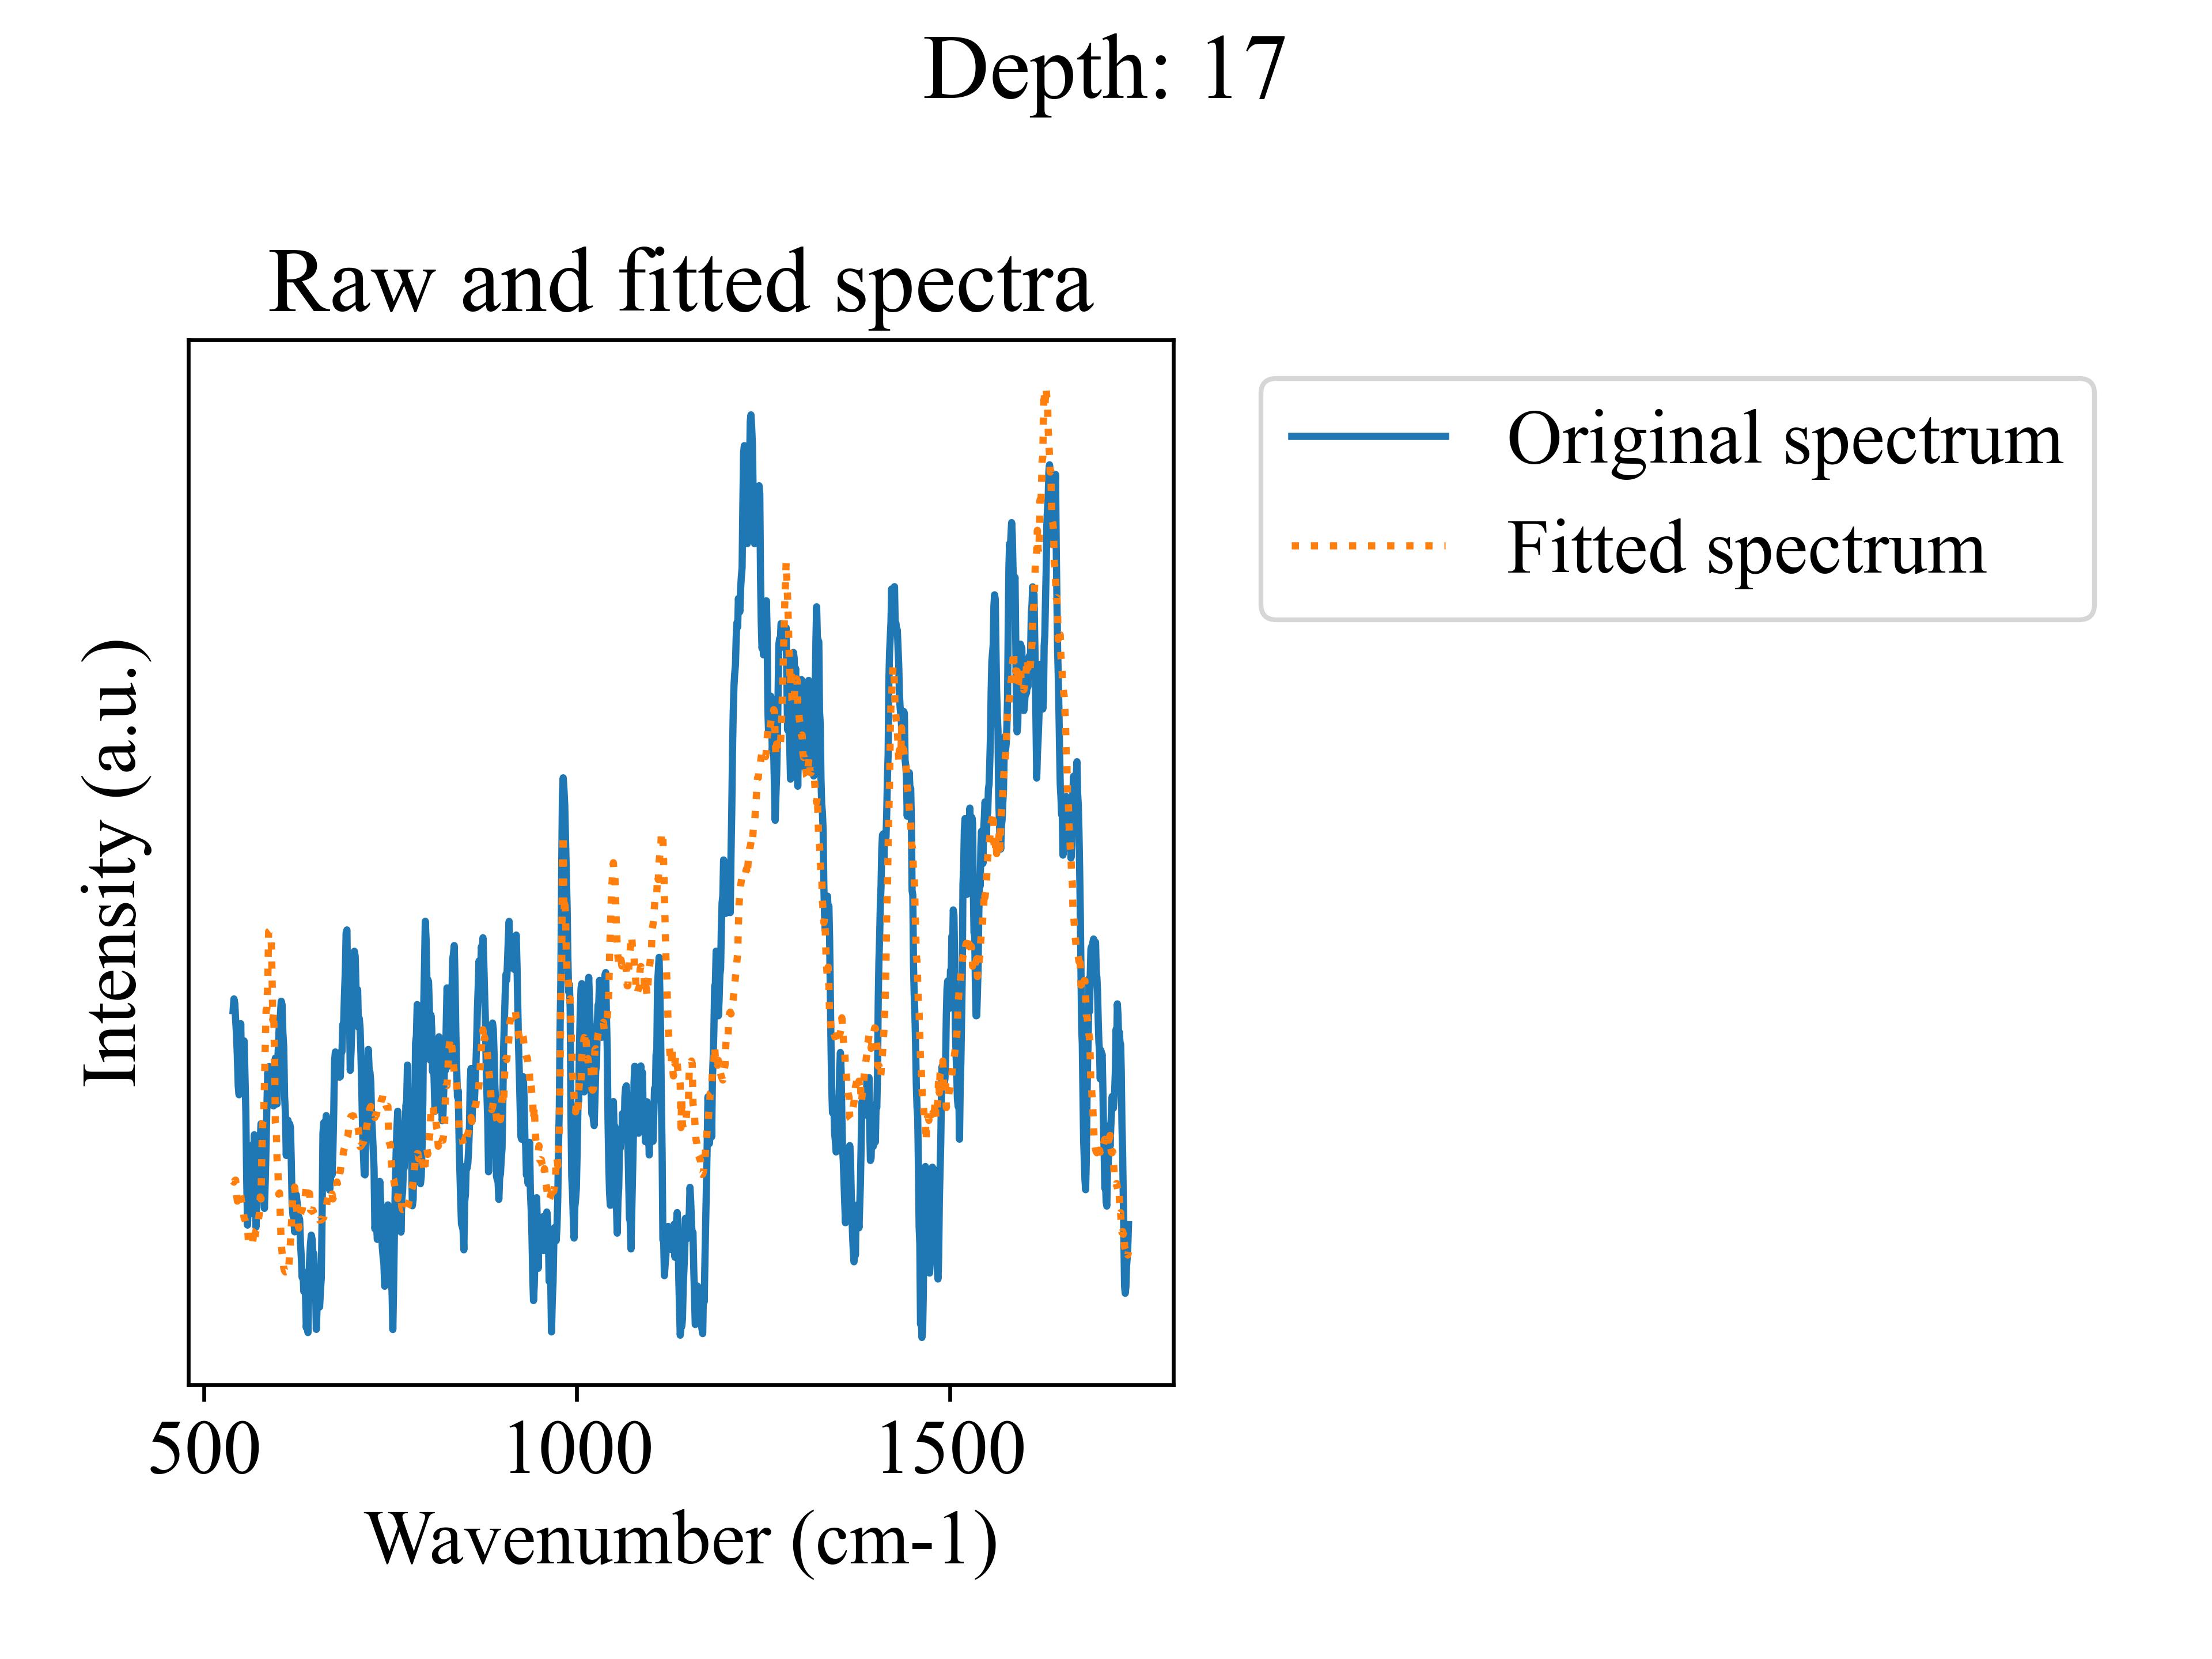 Depth: 17
Raw and fitted spectra
Original spectrum
Fitted spectrum
Intensity (a.u.)
500 1000 1500
Wavenumber (cm-1)